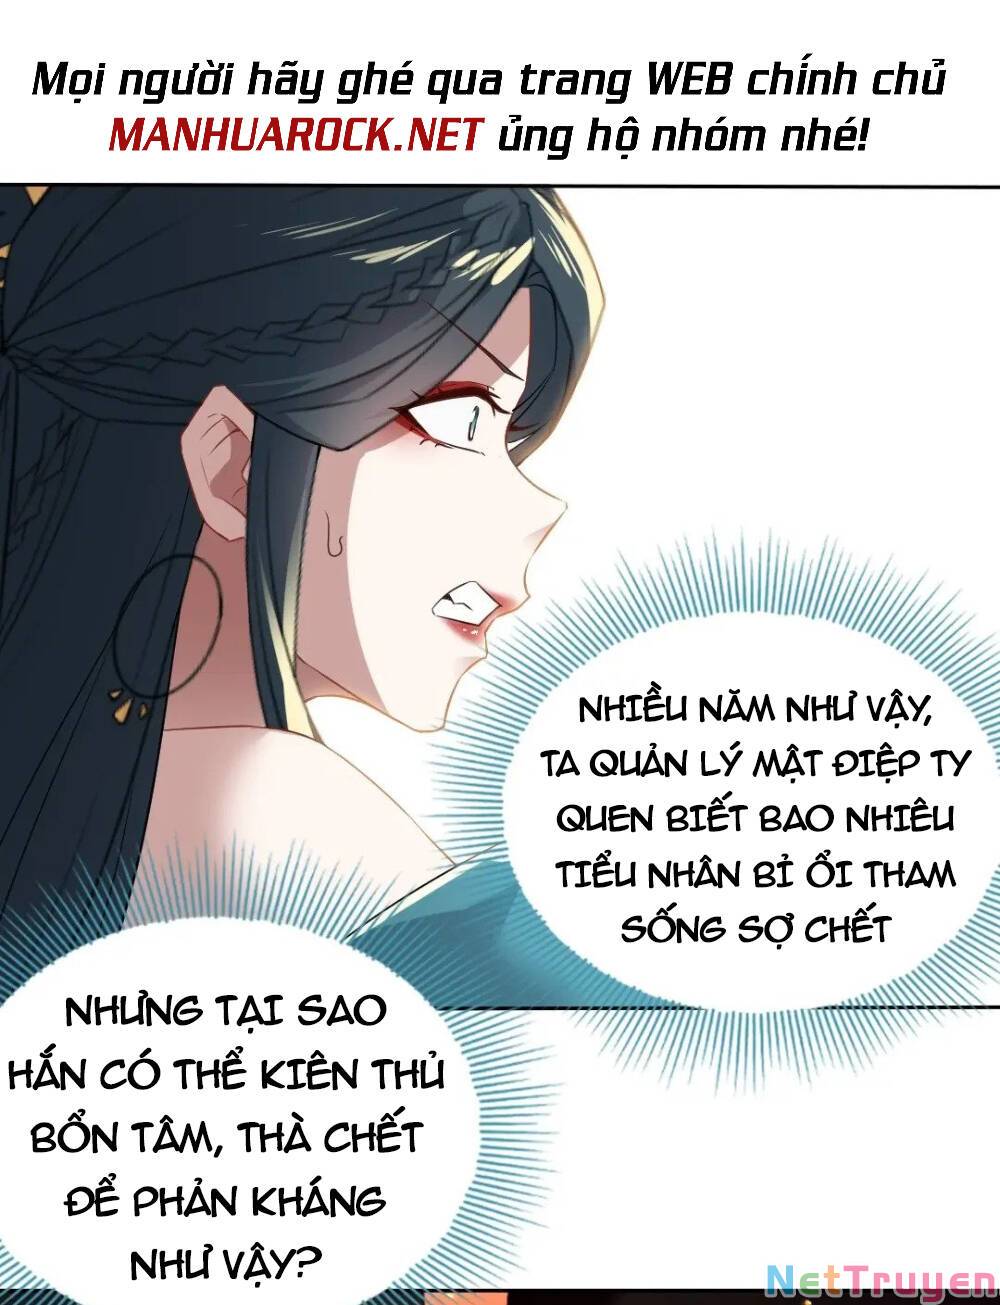 Mọi người hãy ghé qua trang WEB chính chủ
MANHUAROCK.NET ủng hộ nhóm nhé!
NHIỀU NĂM NHƯ VẬY,
TA QUẢN LÝ MẬT ĐIỆP TY
QUEN BIẾT BAO NHIÊU
TIỂU NHÂN BỈ ỔI THAM
SỐNG SỢ CHẾT
NHƯNG TẠI SAO
HẮN CÓ THỂ KIÊN THỦ
BỔN TÂM, THÀ CHẾT
ĐỂ PHẢN KHÁNG
NHƯ VẬY?
NetTruyen